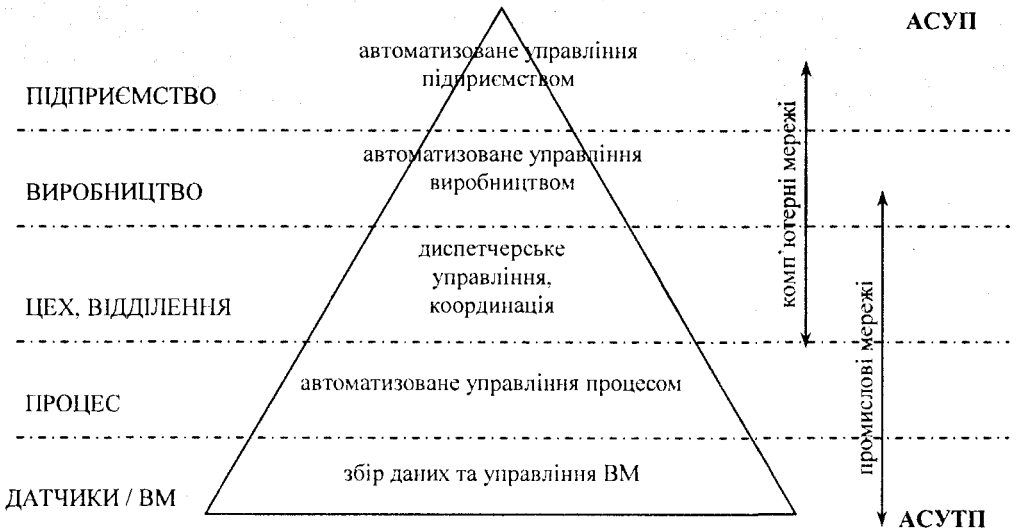 АСУП
автоматизоване управління
підприємством
ПІДПРИЄМСТВО
автоматизоване управління
виробництвом
ВИРОБНИЦТВО
диспетчерське
управління,
координація
ЦЕХ, ВІДДІЛЕННЯ
автоматизоване управління процесом
ПРОЦЕС
збір даних та управління ВМ
ДАТЧИКИ / ВМ
комп'ютерні мережі
промислові мережі
АСУТП